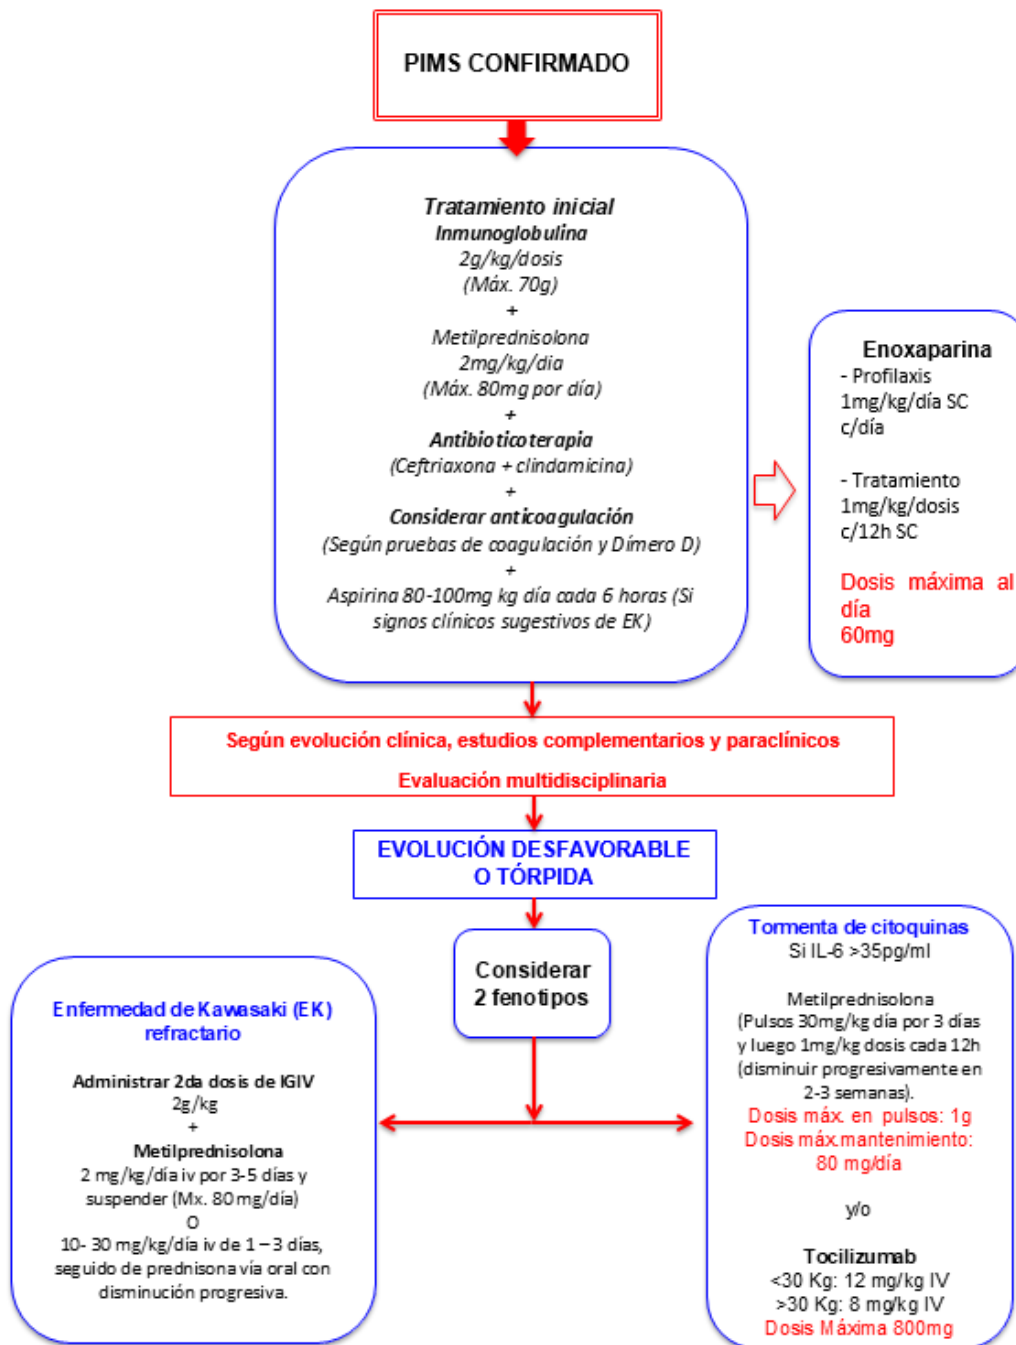 PIMS CONFIRMADO
Tratamiento inicial
Inmunoglobulina
2g/kg/dosis
(Máx. 70g)
+
Metilprednisolona
2mg/kg/dia
(Máx. 80mg por día)
+
Antibioticoterapia
(Ceftriaxona + clindamicina)
+
Considerar anticoagulación
(Según pruebas de coagulación y Dímero D)
+
Aspirina 80-100mg kg día cada 6 horas (Si
signos clínicos sugestivos de EK)
Enoxaparina
- Profilaxis
1mg/kg/día SC
c/día
- Tratamiento
1mg/kg/dosis
c/12h SC
Dosis máxima al
día
60mg
Según evolución clínica, estudios complementarios y paraclínicos
Evaluación multidisciplinaria
EVOLUCIÓN DESFAVORABLE
O TÓRPIDA
Considerar
2 fenotipos
Enfermedad de Kawasaki (EK)
refractario
Administrar 2da dosis de IGIV
2g/kg
+
Metilprednisolona
2 mg/kg/día iv por 3-5 días y
suspender (Mx. 80 mg/día)
O
10- 30 mg/kg/día iv de 1 – 3 días,
seguido de prednisona vía oral con
disminución progresiva.
Tormenta de citoquinas
Si IL-6 >35pg/ml
Metilprednisolona
(Pulsos 30mg/kg día por 3 días
y luego 1mg/kg dosis cada 12h
(disminuir progresivamente en
2-3 semanas).
Dosis máx. en pulsos: 1g
Dosis máx.mantenimiento:
80 mg/día
y/o
Tocilizumab
<30 Kg: 12 mg/kg IV
>30 Kg: 8 mg/kg IV
Dosis Máxima 800mg